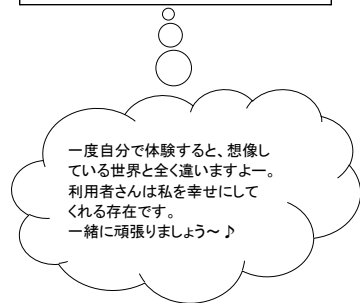 一度自分で体験すると、想像し
ている世界と全く違いますよー。
利用者さんは私を幸せにして
くれる存在です。
一緒に頑張りましょう～♪